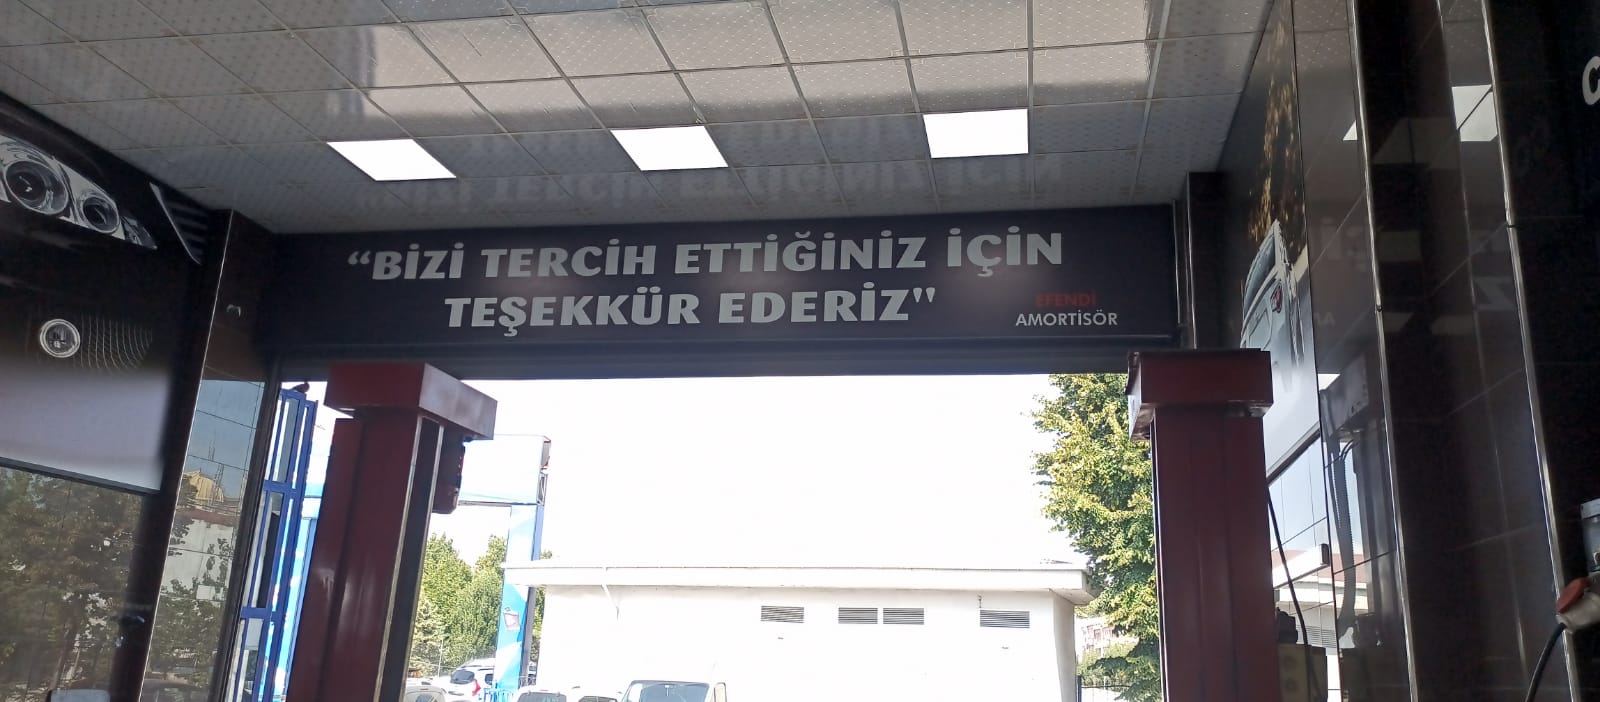 “BİZİ TERCİH ETTİĞİNİZ İÇİN
TEŞEKKÜR EDERİZ"
EFENDİ
AMORTİSÖR